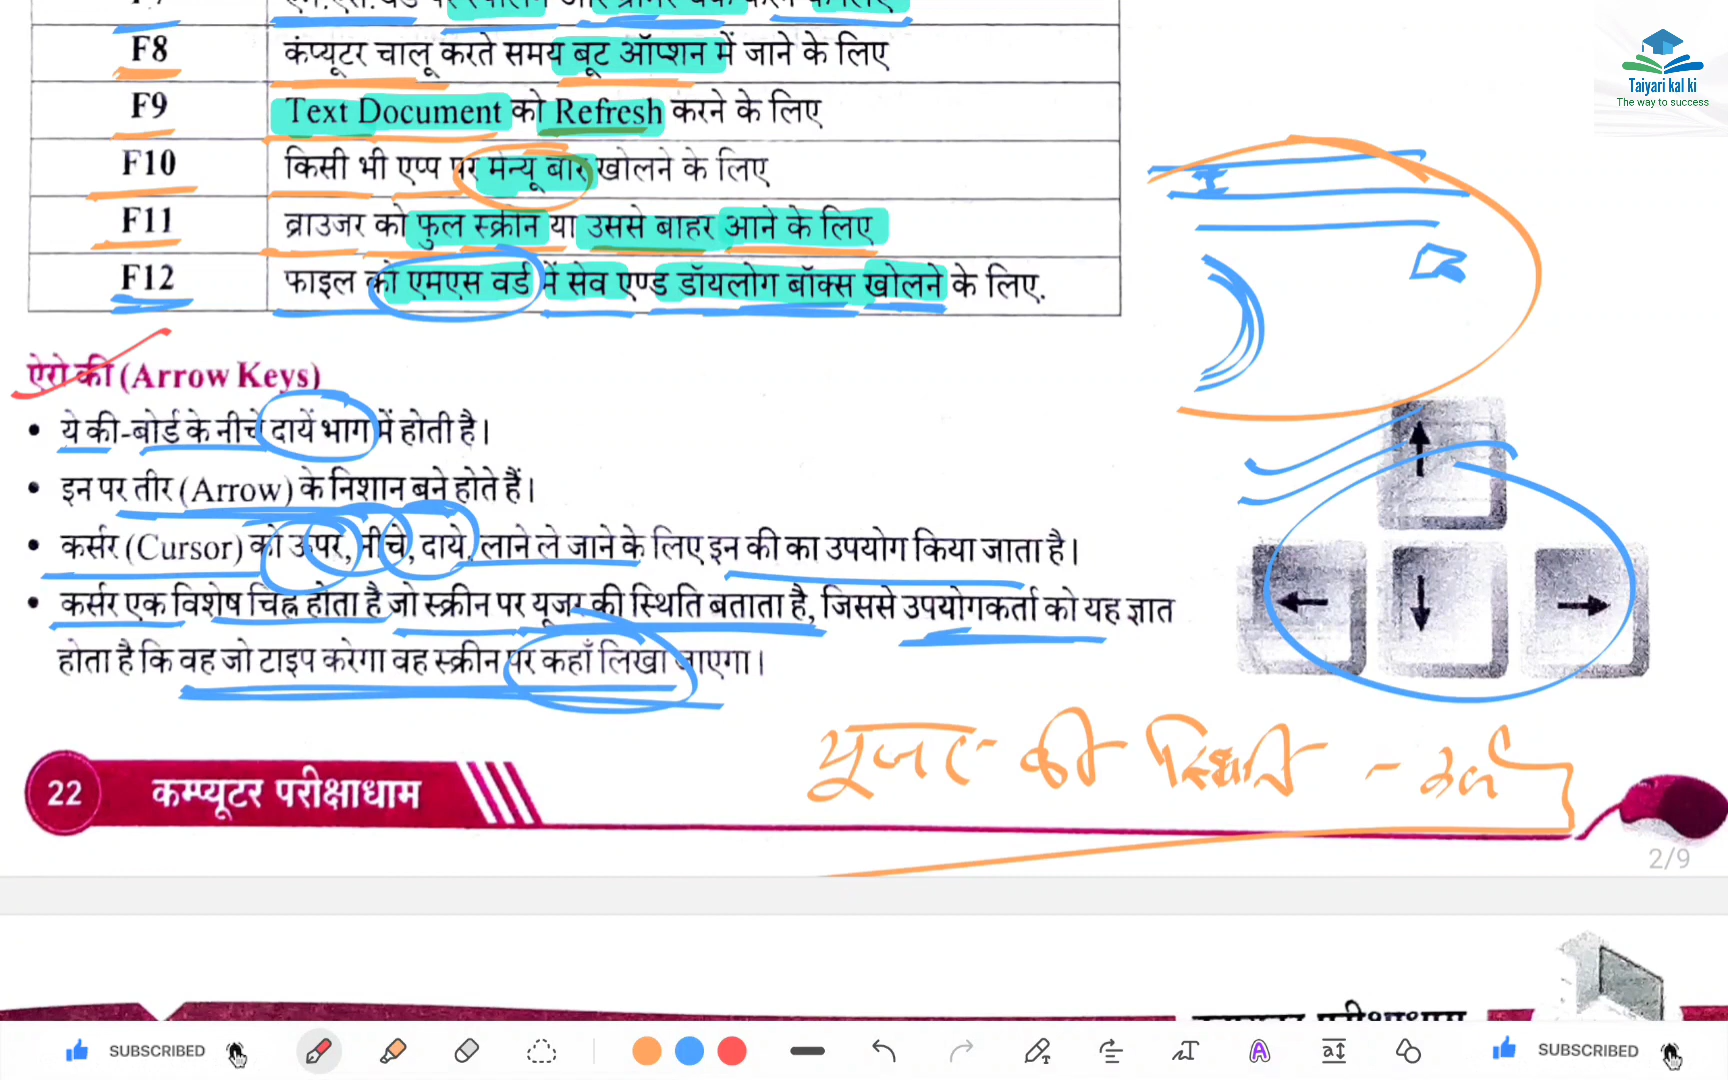 F8 कंप्यूटर चालू करते समय बूट ऑप्शन में जाने के लिए
F9 Text Document को Refresh करने के लिए
F10 किसी भी एप्प पर मेन्यू बार खोलने के लिए
F11 ब्राउजर को फुल स्क्रीन या उससे बाहर आने के लिए
F12 फाइल को एमएस वर्ड में सेव एण्ड डॉयलोग बॉक्स खोलने के लिए.
Taiyari kal ki
The way to success
ऐरो की (Arrow Keys)
• ये की-बोर्ड के नीचे दायें भाग में होती है।
• इन पर तीर (Arrow) के निशान बने होते हैं।
• कर्सर (Cursor) को ऊपर, नीचे, दाये, लाने ले जाने के लिए इन की का उपयोग किया जाता है।
• कर्सर एक विशेष चिह्न होता है जो स्क्रीन पर यूजर की स्थिति बताता है, जिससे उपयोगकर्ता को यह ज्ञात
होता है कि वह जो टाइप करेगा वह स्क्रीन पर कहाँ लिखा जाएगा।
यूजर की स्थिति -
22 कम्प्यूटर परीक्षाधाम
2/9
SUBSCRIBED
SUBSCRIBED